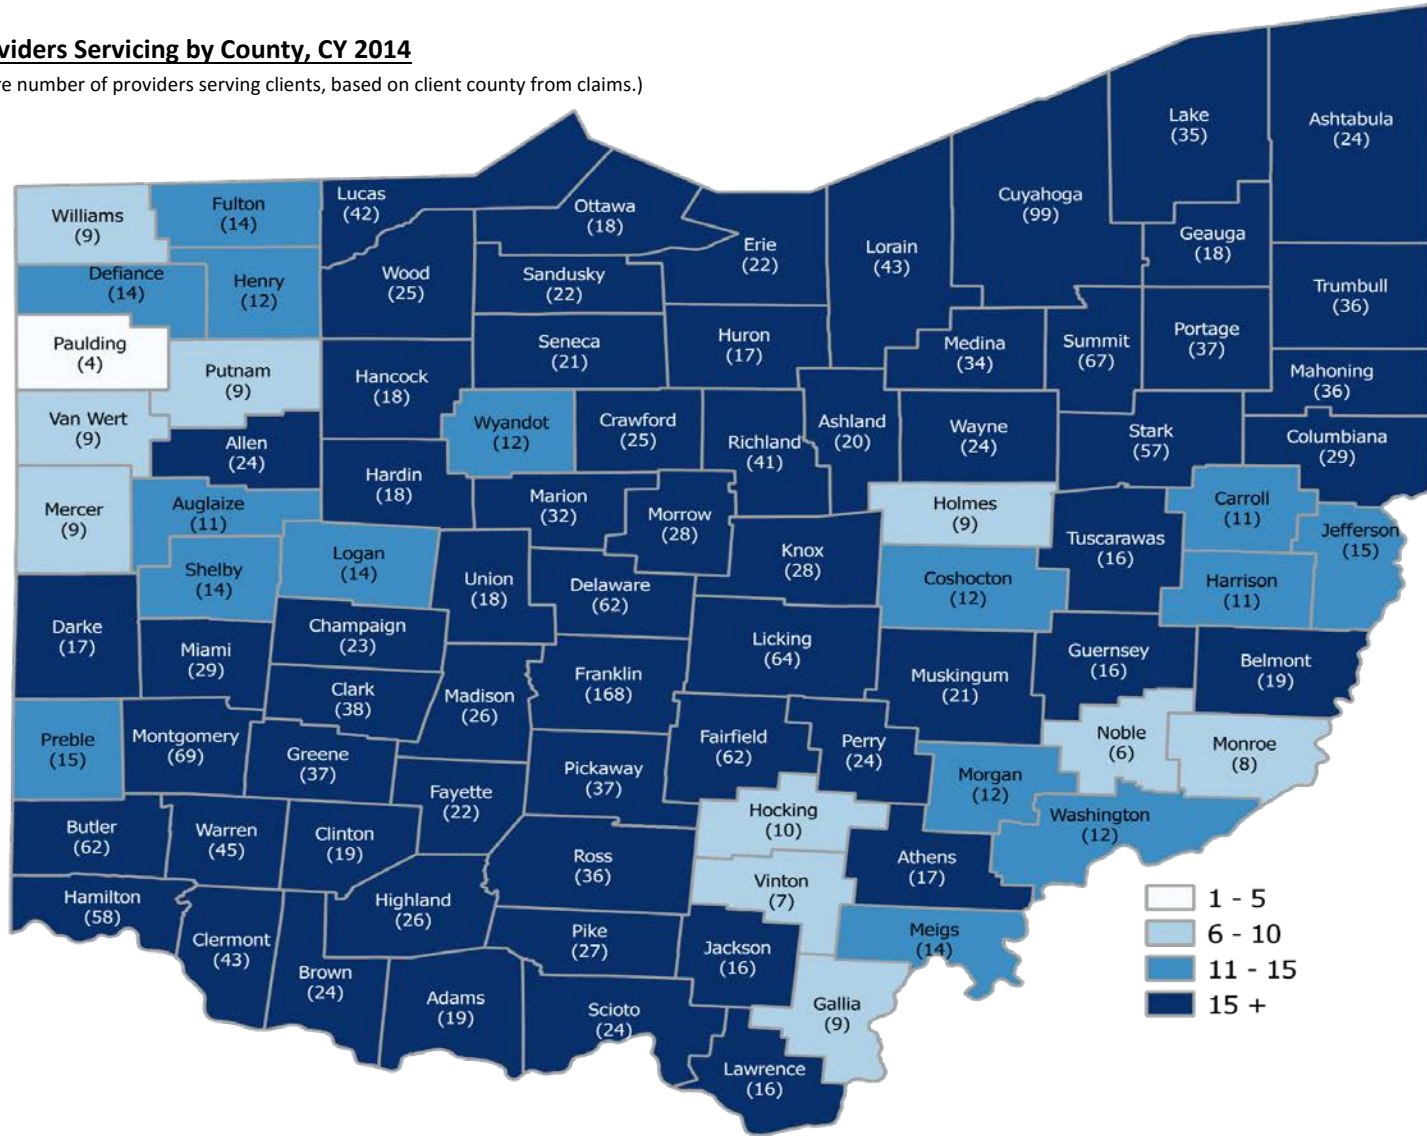 viders Servicing by County, CY 2014
e number of providers serving clients, based on client county from claims.)
Lake
(35)
Ashtabula
(24)
Cuyahoga
(99)
Geauga
(18)
Williams
(9)
Fulton
(14)
Lucas
(42)
Ottawa
(18)
Erie
(22)
Lorain
(43)
Trumbull
(36)
Defiance
(14)
Henry
(12)
Wood
(25)
Sandusky
(22)
Paulding
(4)
Putnam
(9)
Hancock
(18)
Seneca
(21)
Huron
(17)
Medina
(34)
Summit
(67)
Portage
(37)
Mahoning
(36)
Van Wert
(9)
Allen
(24)
Wyandot
(12)
Crawford
(25)
Richland
(41)
Ashland
(20)
Wayne
(24)
Stark
(57)
Columbiana
(29)
Mercer
(9)
Auglaize
(11)
Hardin
(18)
Marion
(32)
Morrow
(28)
Holmes
(9)
Tuscarawas
(16)
Carroll
(11)
Jefferson
(15)
Shelby
(14)
Logan
(14)
Union
(18)
Delaware
(62)
Knox
(28)
Coshocton
(12)
Harrison
(11)
Darke
(17)
Miami
(29)
Champaign
(23)
Licking
(64)
Muskingum
(21)
Guernsey
(16)
Belmont
(19)
Clark
(38)
Madison
(26)
Franklin
(168)
Preble
(15)
Montgomery
(69)
Greene
(37)
Fayette
(22)
Pickaway
(37)
Fairfield
(62)
Perry
(24)
Noble
(6)
Monroe
(8)
Morgan
(12)
Washington
(12)
Butler
(62)
Warren
(45)
Clinton
(19)
Hocking
(10)
Ross
(36)
Athens
(17)
Vinton
(7)
Hamilton
(58)
Highland
(26)
Clermont
(43)
Pike
(27)
Jackson
(16)
Meigs
(14)
Brown
(24)
Adams
(19)
Scioto
(24)
Gallia
(9)
Lawrence
(16)
1 - 5
6 - 10
11 - 15
15 +